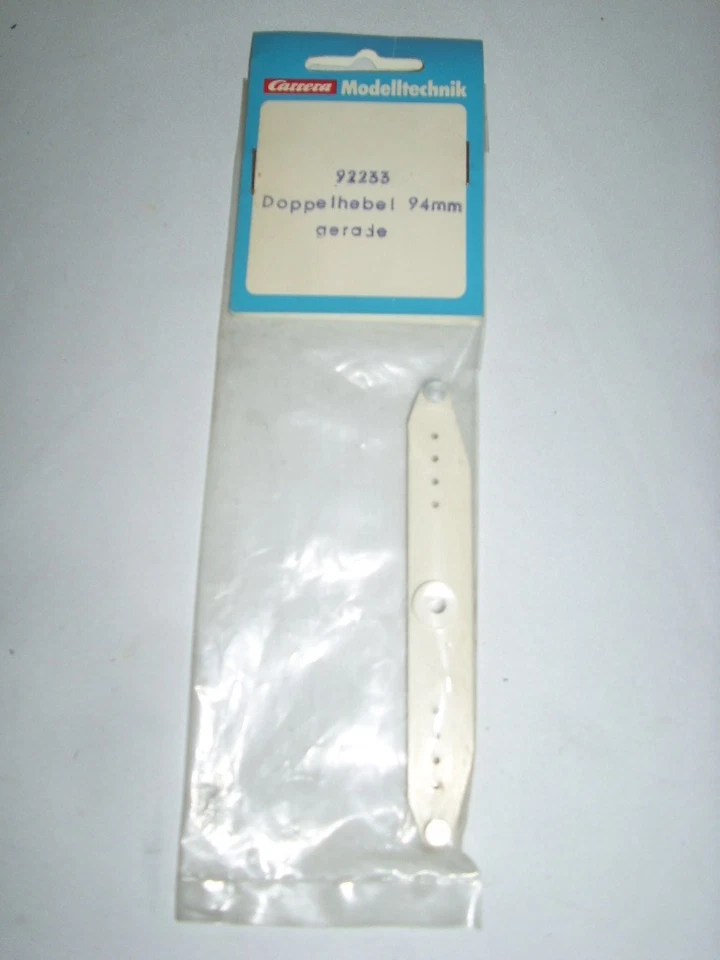 Carrera Modelltechnik
92233
Doppelhebel 94mm
gerade